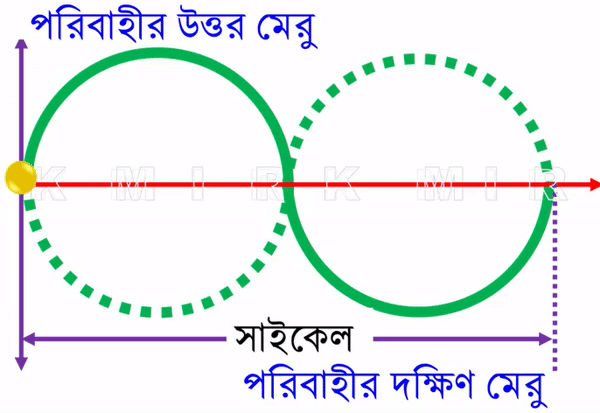 পরিবাহীর উত্তর মেরু
K M I R K M I R
সাইকেল
পরিবাহীর দক্ষিণ মেরু